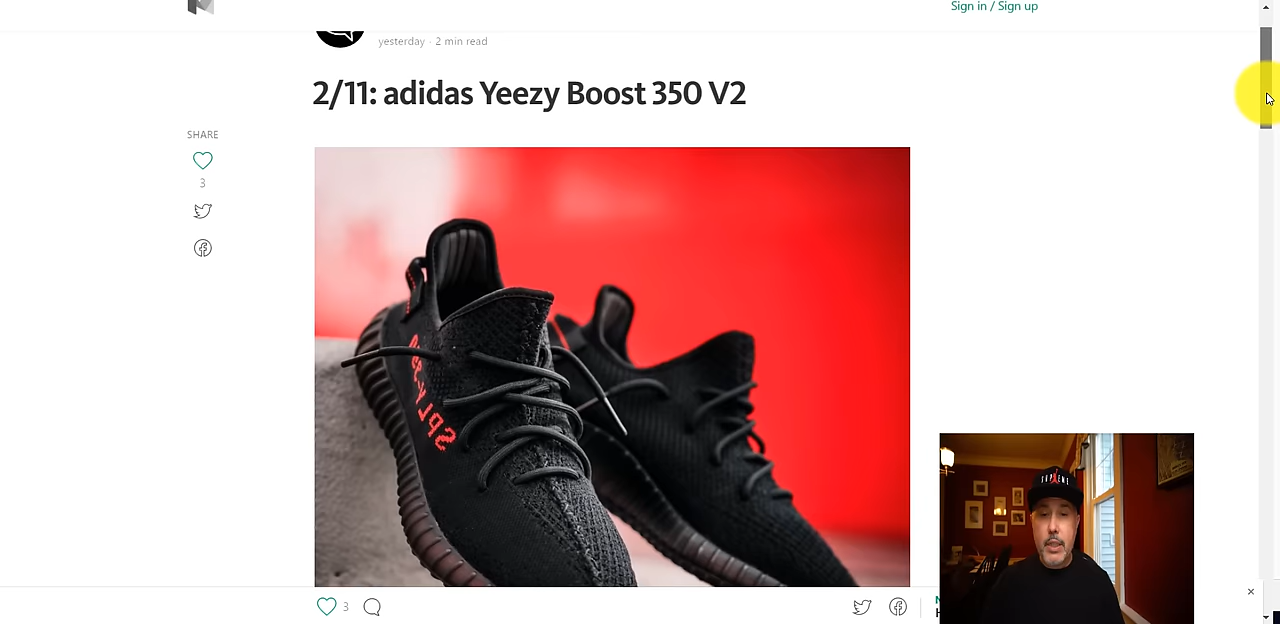 Sign in / Sign up
yesterday · 2 min read
2/11: adidas Yeezy Boost 350 V2
SHARE
3
3